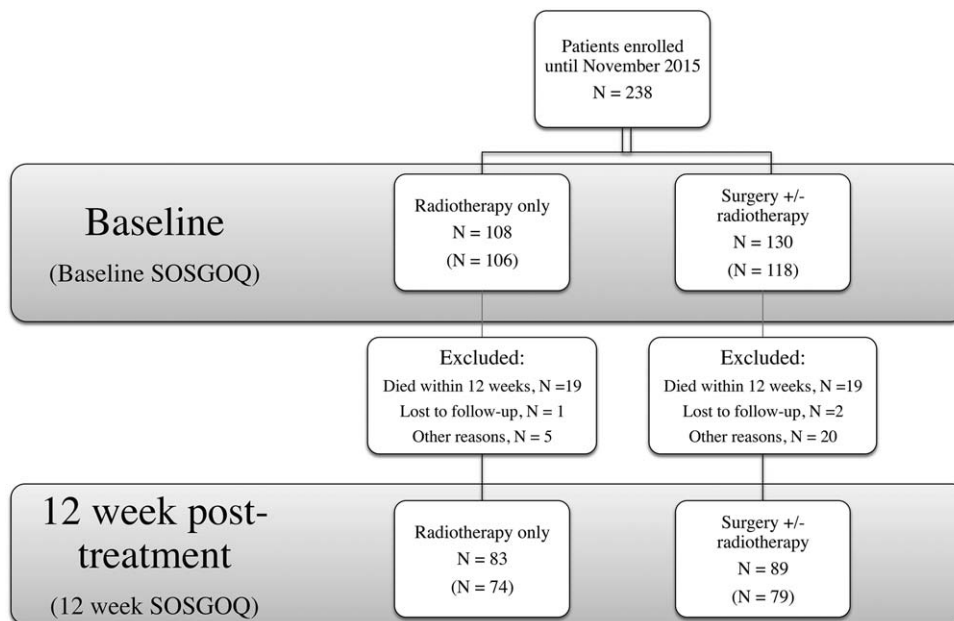 Patients enrolled
until November 2015
N = 238
Baseline
(Baseline SOSGOQ)
Radiotherapy only
N = 108
(N = 106)
Surgery +/-
radiotherapy
N = 130
(N = 118)
Excluded:
Died within 12 weeks, N =19
Lost to follow-up, N = 1
Other reasons, N = 5
Excluded:
Died within 12 weeks, N =19
Lost to follow-up, N =2
Other reasons, N = 20
12 week post-
treatment
(12 week SOSGOQ)
Radiotherapy only
N = 83
(N = 74)
Surgery +/-
radiotherapy
N = 89
(N = 79)